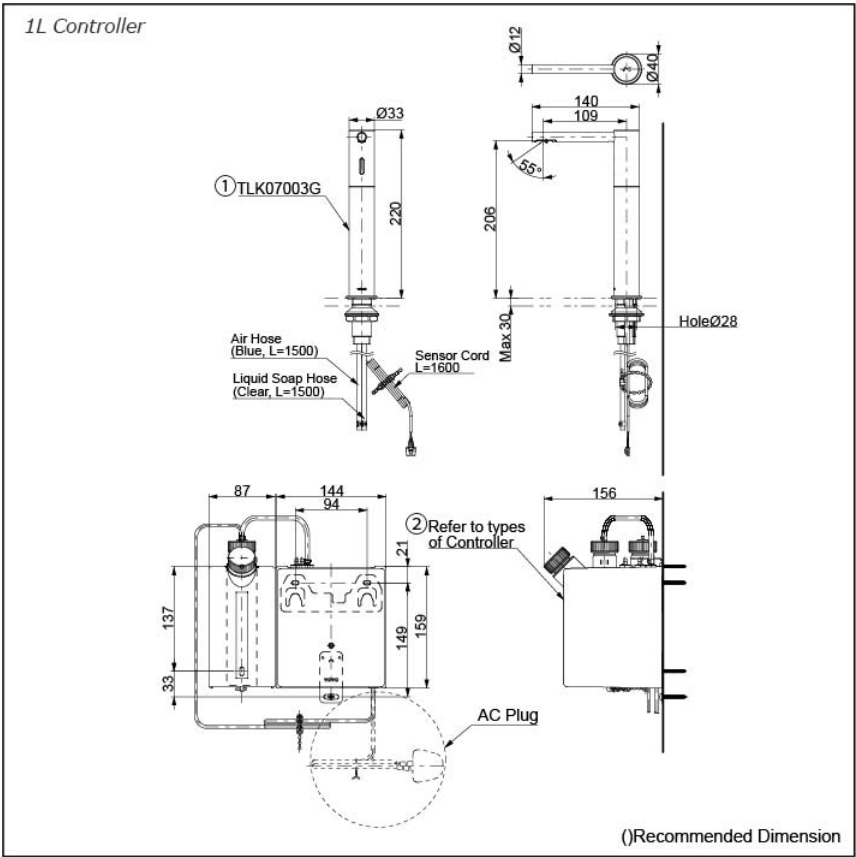 1L Controller
Ø12
Ø40
140
109
Ø33
55°
①TLK07003G
220
206
Max 30
HoleØ28
Air Hose
(Blue, L=1500)
Sensor Cord
L=1600
Liquid Soap Hose
(Clear, L=1500)
87
144
94
156
②Refer to types
of Controller
21
137
149
159
33
AC Plug
()Recommended Dimension